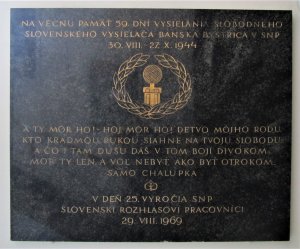 NA VEČNÚ PAMÄŤ 59. DNÍ VYSIELANIA SLOBODNÉHO
SLOVENSKÉHO VYSIELAČA BANSKÁ BYSTRICA V SNP
30. VIII. - 27. X. 1944
A TY MOR HO! - HOJ MOR HO! DETVO MÔJHO RODU,
KTO KRADMOU RUKOU SIAHNE NA TVOJU SLOBODU
A ČO I TAM DUŠU DÁŠ V TOM BOJI DIVOKOM:
MOR TY LEN, A VOĽ NEBYŤ, AKO BYŤ OTROKOM.
SAMO CHALUPKA
V DEŇ 25. VÝROČIA SNP
SLOVENSKÍ ROZHLASOVÍ PRACOVNÍCI
29. VIII. 1969